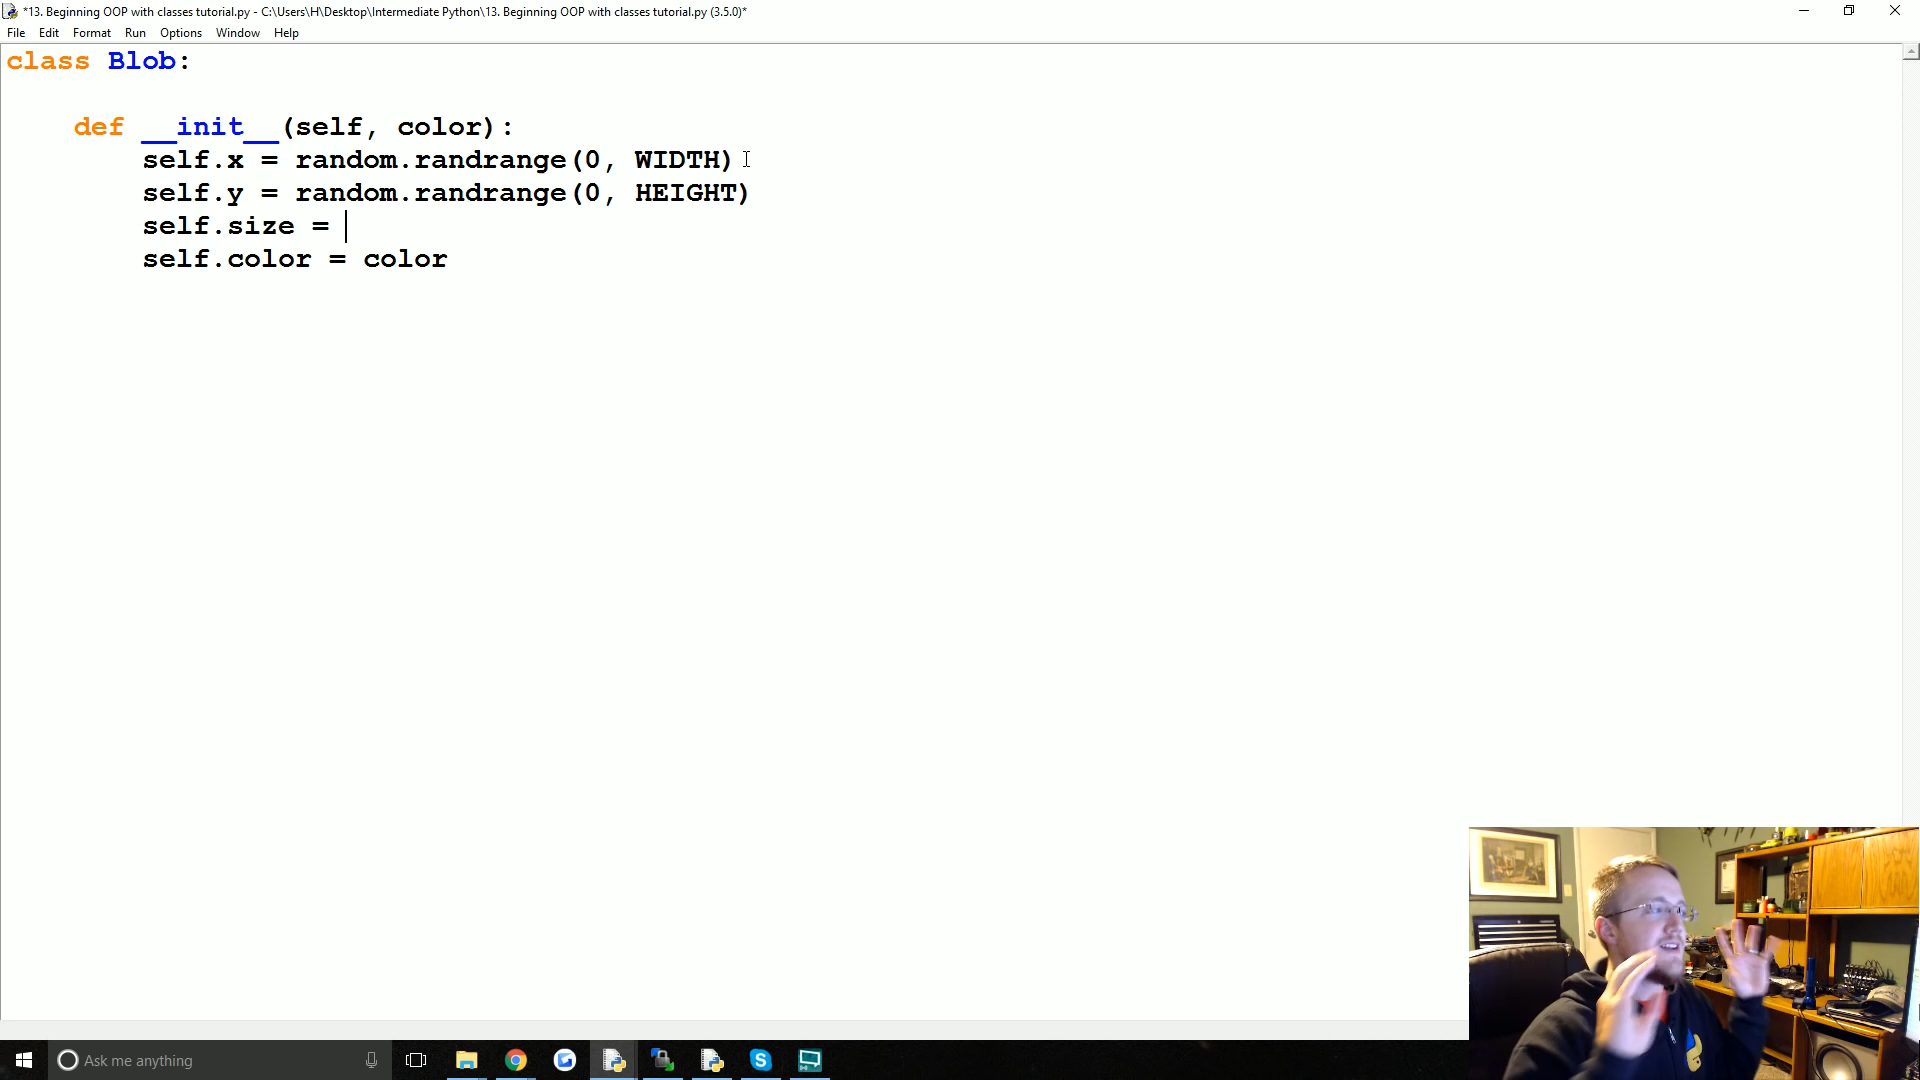 *13. Beginning OOP with classes tutorial.py - C:\Users\H\Desktop\Intermediate Python\13. Beginning OOP with classes tutorial.py (3.5.0)*
File Edit Format Run Options Window Help
class Blob:
def __init__(self, color):
self.x = random.randrange(0, WIDTH)
self.y = random.randrange(0, HEIGHT)
self.size =
self.color = color
Ask me anything